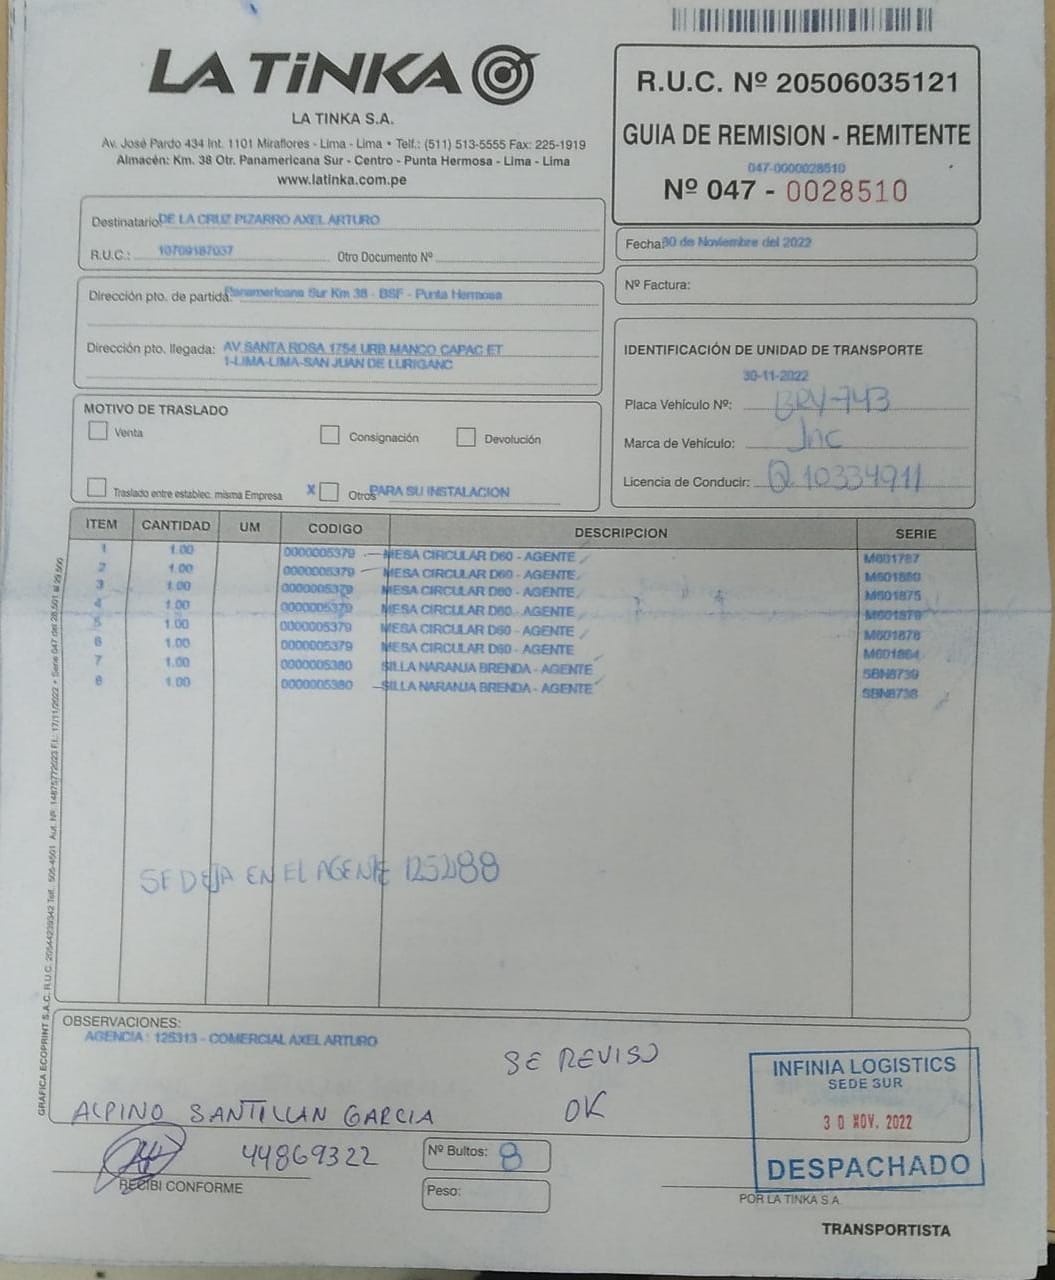 LA TiNKA
LA TINKA S.A.
Av. José Pardo 434 Int. 1101 Miraflores - Lima - Lima • Telf.: (511) 513-5555 Fax: 225-1919
Almacén: Km. 38 Otr. Panamericana Sur - Centro - Punta Hermosa - Lima - Lima
www.latinka.com.pe
R.U.C. Nº 20506035121
GUIA DE REMISION - REMITENTE
047-0000028510
Nº 047 - 0028510
Destinatario DE LA CRUZ PIZARRO AXEL ARTURO
R.U.C.: 10709187037 Otro Documento Nº
Fecha: 30 de Noviembre del 2022
Nº Factura:
Dirección pto. de partida: Panamericana Sur Km 38 - BSF - Punta Hermosa
Dirección pto. llegada: AV SANTA ROSA 1754 URB MANCO CAPAC ET
1-LIMA-LIMA-SAN JUAN DE LURIGANC
IDENTIFICACIÓN DE UNIDAD DE TRANSPORTE
30-11-2022
Placa Vehículo Nº: BRY-743
Marca de Vehículo: Jnc
Licencia de Conducir: Q 10334911
MOTIVO DE TRASLADO
Venta Consignación Devolución
Traslado entre establec. misma Empresa X Otros PARA SU INSTALACION
ITEM CANTIDAD UM CODIGO DESCRIPCION SERIE
1 1.00 0000005379 MESA CIRCULAR D60 - AGENTE M601787
2 1.00 0000005379 MESA CIRCULAR D60 - AGENTE M601880
3 1.00 0000005379 MESA CIRCULAR D60 - AGENTE M601875
4 1.00 0000005379 MESA CIRCULAR D60 - AGENTE M601879
5 1.00 0000005379 MESA CIRCULAR D60 - AGENTE M601878
6 1.00 0000005379 MESA CIRCULAR D60 - AGENTE M601864
7 1.00 0000005380 SILLA NARANJA BRENDA - AGENTE SBN8739
8 1.00 0000005380 SILLA NARANJA BRENDA - AGENTE SBN8738
SE DEJA EN EL AGENTE 125288
GRAFICA ECOPRINT S.A.C. R.U.C. 20544239342 Telf. 505-4501 Aut. Nº: 14875772023 F.I.: 17/11/2022 • Serie 047 del 28,501 al 29,500
OBSERVACIONES:
AGENCIA : 125313 - COMERCIAL AXEL ARTURO
SE REVISO
OK
ALPINO SANTILLAN GARCIA
44869322
RECIBI CONFORME
Nº Bultos: 8
Peso:
INFINIA LOGISTICS
SEDE SUR
30 NOV. 2022
DESPACHADO
POR LA TINKA S.A.
TRANSPORTISTA